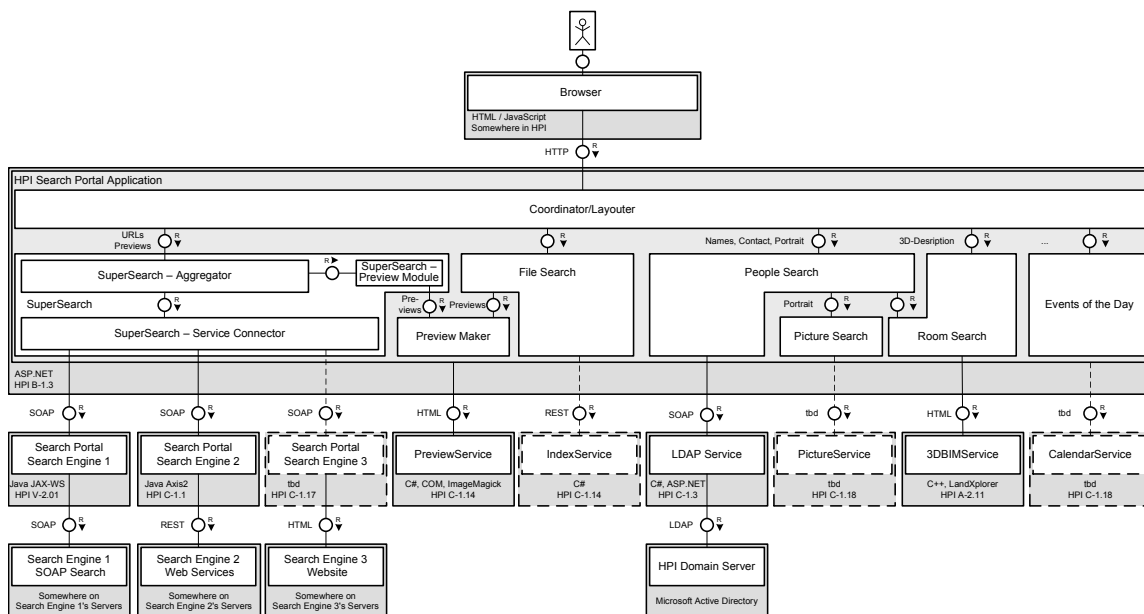 Browser
HTML / JavaScript
Somewhere in HPI
HTTP
R
HPI Search Portal Application
Coordinator/Layouter
URLs
Previews
R
R
Names, Contact, Portrait
R
3D-Desription
R
...
R
SuperSearch – Aggregator
R
SuperSearch –
Preview Module
File Search
People Search
SuperSearch
R
Pre-
views
R
Previews
R
Portrait
R
R
Events of the Day
SuperSearch – Service Connector
Preview Maker
Picture Search
Room Search
ASP.NET
HPI B-1.3
SOAP
R
SOAP
R
SOAP
R
HTML
R
REST
R
SOAP
R
tbd
R
HTML
R
tbd
R
Search Portal
Search Engine 1
Java JAX-WS
HPI V-2.01
Search Portal
Search Engine 2
Java Axis2
HPI C-1.1
Search Portal
Search Engine 3
tbd
HPI C-1.17
PreviewService
C#, COM, ImageMagick
HPI C-1.14
IndexService
C#
HPI C-1.14
LDAP Service
C#, ASP.NET
HPI C-1.3
PictureService
tbd
HPI C-1.18
3DBIMService
C++, LandXplorer
HPI A-2.11
CalendarService
tbd
HPI C-1.18
SOAP
R
REST
R
HTML
R
LDAP
R
Search Engine 1
SOAP Search
Somewhere on
Search Engine 1's Servers
Search Engine 2
Web Services
Somewhere on
Search Engine 2's Servers
Search Engine 3
Website
Somewhere on
Search Engine 3's Servers
HPI Domain Server
Microsoft Active Directory